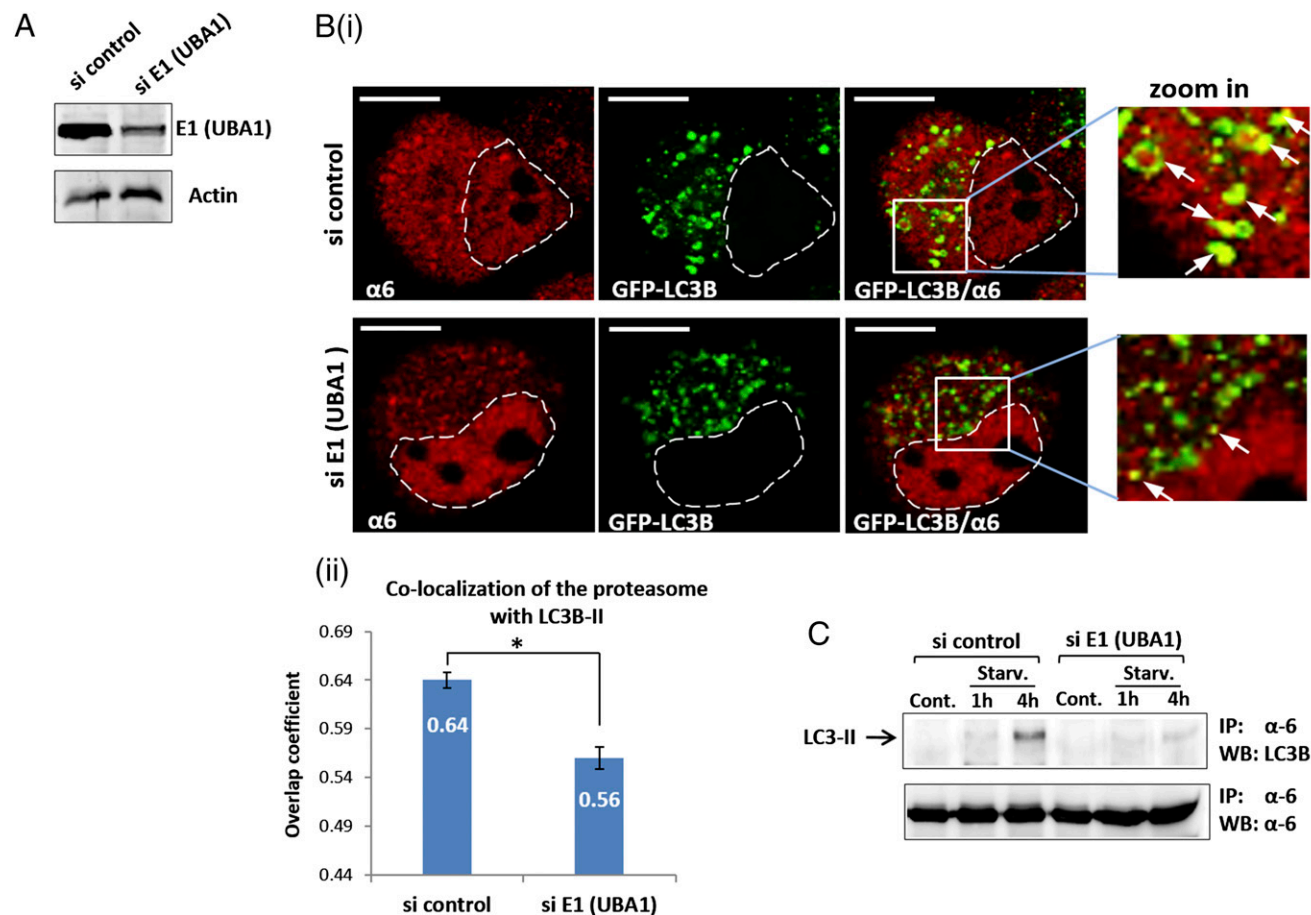 A
si control
si E1 (UBA1)
E1 (UBA1)
Actin
B(i)
zoom in
si control
α6
GFP-LC3B
GFP-LC3B/α6
si E1 (UBA1 )
α6
GFP-LC3B
GFP-LC3B/α6
(ii)
Co-localization of the proteasome
with LC3B-II
Overlap coefficient
0.69
0.64
0.59
0.54
0.49
0.44
*
0.64
0.56
si control
si E1 (UBA1)
C
si control
si E1 (UBA1)
Starv.
Starv.
Cont. 1h 4h Cont. 1h 4h
LC3-II
IP: α-6
WB: LC3B
IP: α-6
WB: α-6